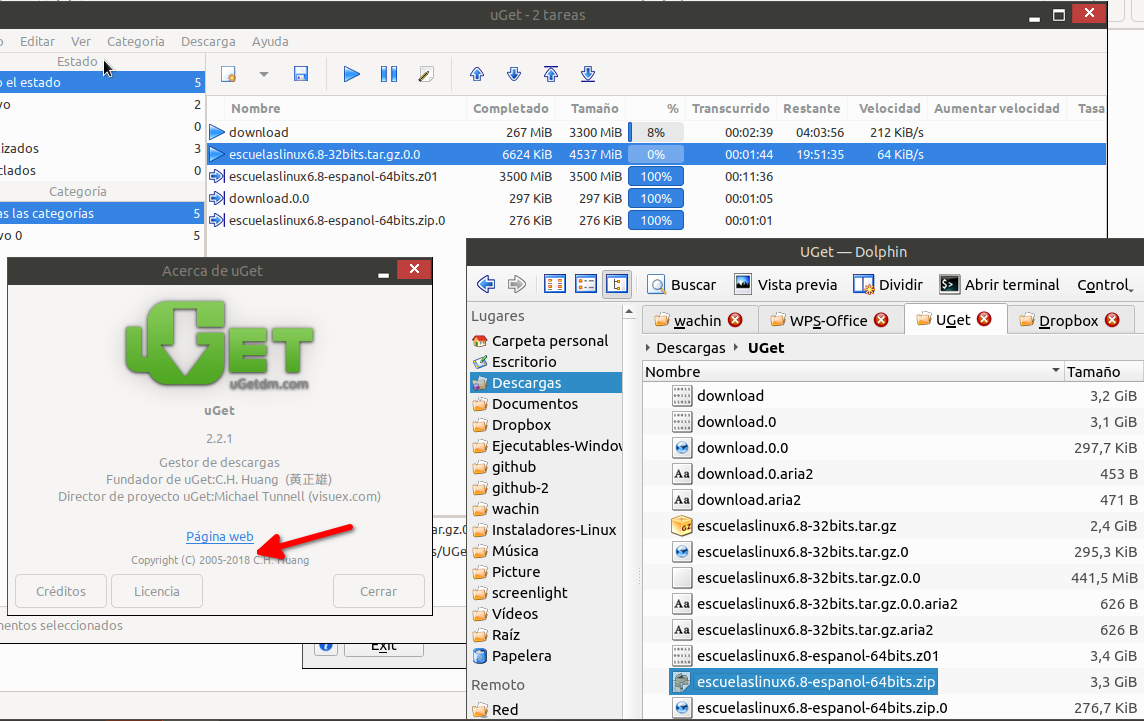 uGet - 2 tareas
Editar Ver Categoría Descarga Ayuda
Estado
o el estado 5
vo 2
0
lizados 3
clados 0
Categoría
as las categorías 5
vo 0 5
Nombre Completado Tamaño % Transcurrido Restante Velocidad Aumentar velocidad Tasa
download 267 MiB 3300 MiB 8% 00:02:39 04:03:56 212 KiB/s
escuelaslinux6.8-32bits.tar.gz.0.0 6624 KiB 4537 MiB 0% 00:01:44 19:51:35 64 KiB/s
escuelaslinux6.8-espanol-64bits.z01 3500 MiB 3500 MiB 100% 00:11:36
download.0.0 297 KiB 297 KiB 100% 00:01:05
escuelaslinux6.8-espanol-64bits.zip.0 276 KiB 276 KiB 100% 00:01:01
Acerca de uGet
uGET
uGetdm.com
uGet
2.2.1
Gestor de descargas
Fundador de uGet:C.H. Huang (黃正雄)
Director de proyecto uGet:Michael Tunnell (visuex.com)
Página web
Copyright (C) 2005-2018 C.H. Huang
Créditos Licencia Cerrar
ar.gz.0
s/UGe
mentos seleccionados
Exit
UGet — Dolphin
Buscar Vista previa Dividir Abrir terminal Control
Lugares
Carpeta personal
Escritorio
Descargas
Documentos
Dropbox
Ejecutables-Window
github
github-2
wachin
Instaladores-Linux
Música
Picture
screenlight
Vídeos
Raíz
Papelera
Remoto
Red
wachin WPS-Office UGet Dropbox
Descargas UGet
Nombre Tamaño
download 3,2 GiB
download.0 3,1 GiB
download.0.0 297,7 KiB
download.0.aria2 453 B
download.aria2 471 B
escuelaslinux6.8-32bits.tar.gz 2,4 GiB
escuelaslinux6.8-32bits.tar.gz.0 295,3 KiB
escuelaslinux6.8-32bits.tar.gz.0.0 441,5 MiB
escuelaslinux6.8-32bits.tar.gz.0.0.aria2 626 B
escuelaslinux6.8-32bits.tar.gz.aria2 626 B
escuelaslinux6.8-espanol-64bits.z01 3,4 GiB
escuelaslinux6.8-espanol-64bits.zip 3,3 GiB
escuelaslinux6.8-espanol-64bits.zip.0 276,7 KiB